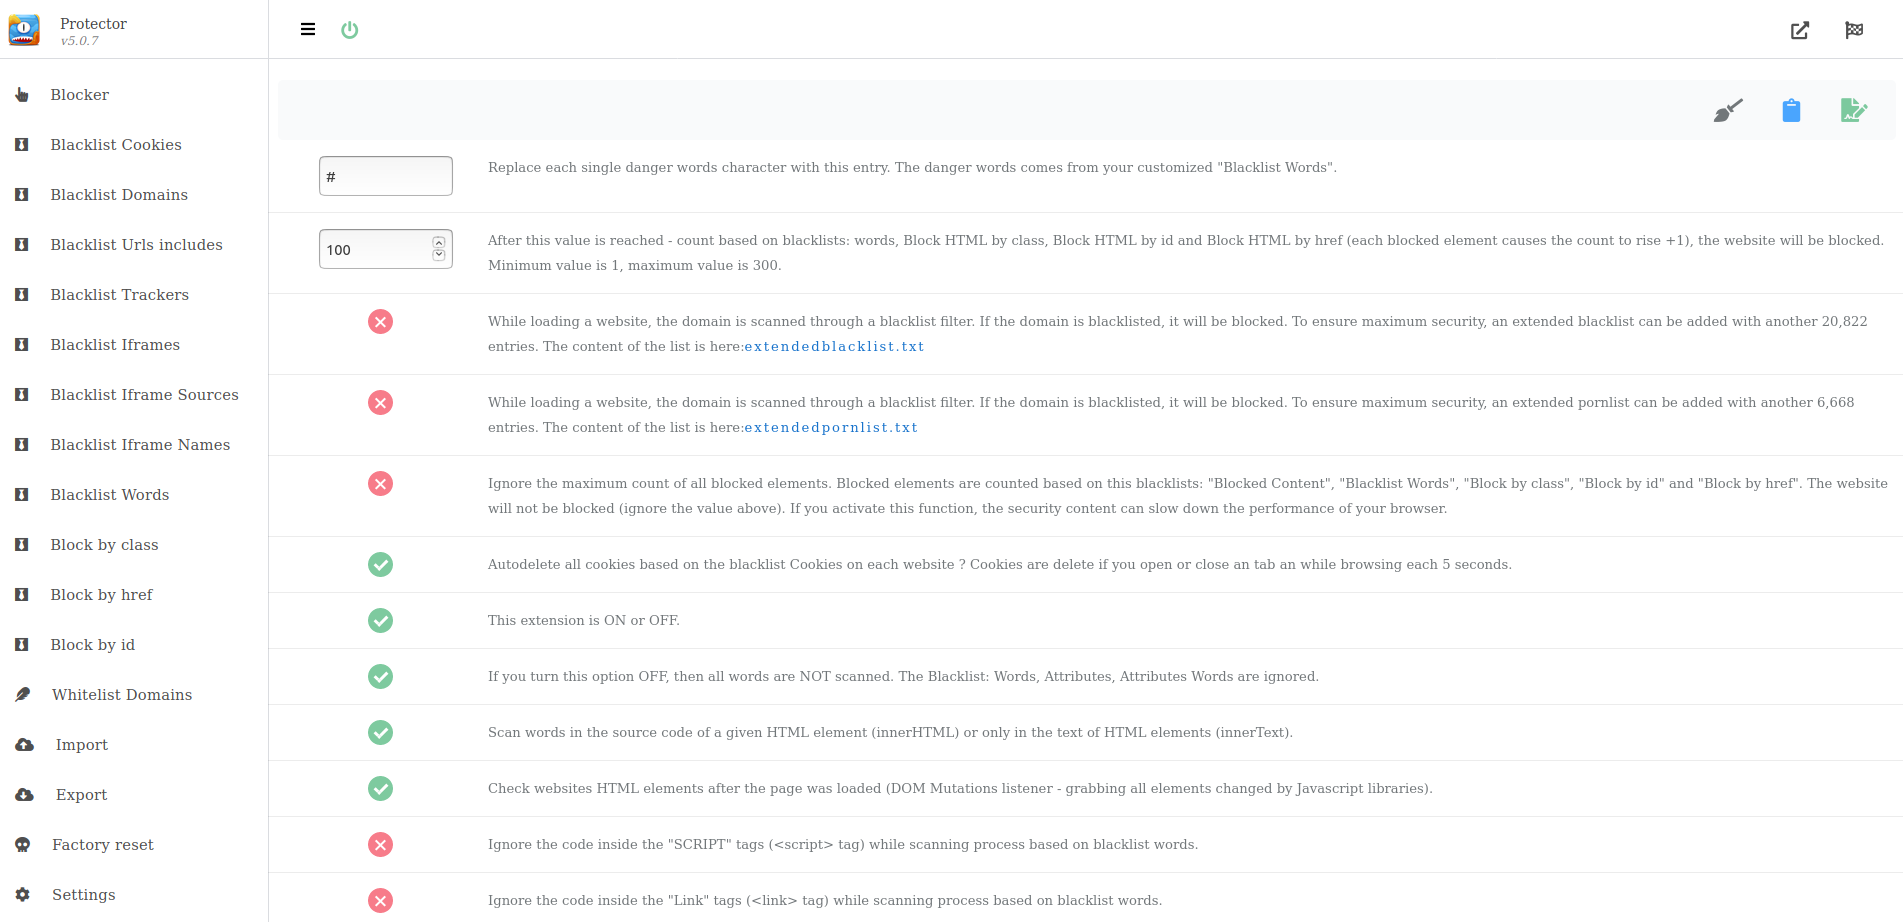 Protector
v5.0.7
Blocker
Blacklist Cookies
Blacklist Domains
Blacklist Urls includes
Blacklist Trackers
Blacklist Iframes
Blacklist Iframe Sources
Blacklist Iframe Names
Blacklist Words
Block by class
Block by href
Block by id
Whitelist Domains
Import
Export
Factory reset
Settings
#
Replace each single danger words character with this entry. The danger words comes from your customized "Blacklist Words".
100
After this value is reached - count based on blacklists: words, Block HTML by class, Block HTML by id and Block HTML by href (each blocked element causes the count to rise +1), the website will be blocked.
Minimum value is 1, maximum value is 300.
While loading a website, the domain is scanned through a blacklist filter. If the domain is blacklisted, it will be blocked. To ensure maximum security, an extended blacklist can be added with another 20,822
entries. The content of the list is here:extendedblacklist.txt
While loading a website, the domain is scanned through a blacklist filter. If the domain is blacklisted, it will be blocked. To ensure maximum security, an extended pornlist can be added with another 6,668
entries. The content of the list is here:extendedpornlist.txt
Ignore the maximum count of all blocked elements. Blocked elements are counted based on this blacklists: "Blocked Content", "Blacklist Words", "Block by class", "Block by id" and "Block by href". The website
will not be blocked (ignore the value above). If you activate this function, the security content can slow down the performance of your browser.
Autodelete all cookies based on the blacklist Cookies on each website ? Cookies are delete if you open or close an tab an while browsing each 5 seconds.
This extension is ON or OFF.
If you turn this option OFF, then all words are NOT scanned. The Blacklist: Words, Attributes, Attributes Words are ignored.
Scan words in the source code of a given HTML element (innerHTML) or only in the text of HTML elements (innerText).
Check websites HTML elements after the page was loaded (DOM Mutations listener - grabbing all elements changed by Javascript libraries).
Ignore the code inside the "SCRIPT" tags (<script> tag) while scanning process based on blacklist words.
Ignore the code inside the "Link" tags (<link> tag) while scanning process based on blacklist words.